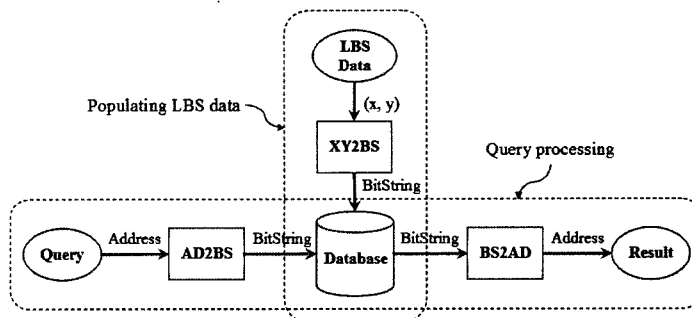 LBS
Data
Populating LBS data
(x, y)
XY2BS
Query processing
BitString
Query
Address
AD2BS
BitString
Database
BitString
BS2AD
Address
Result